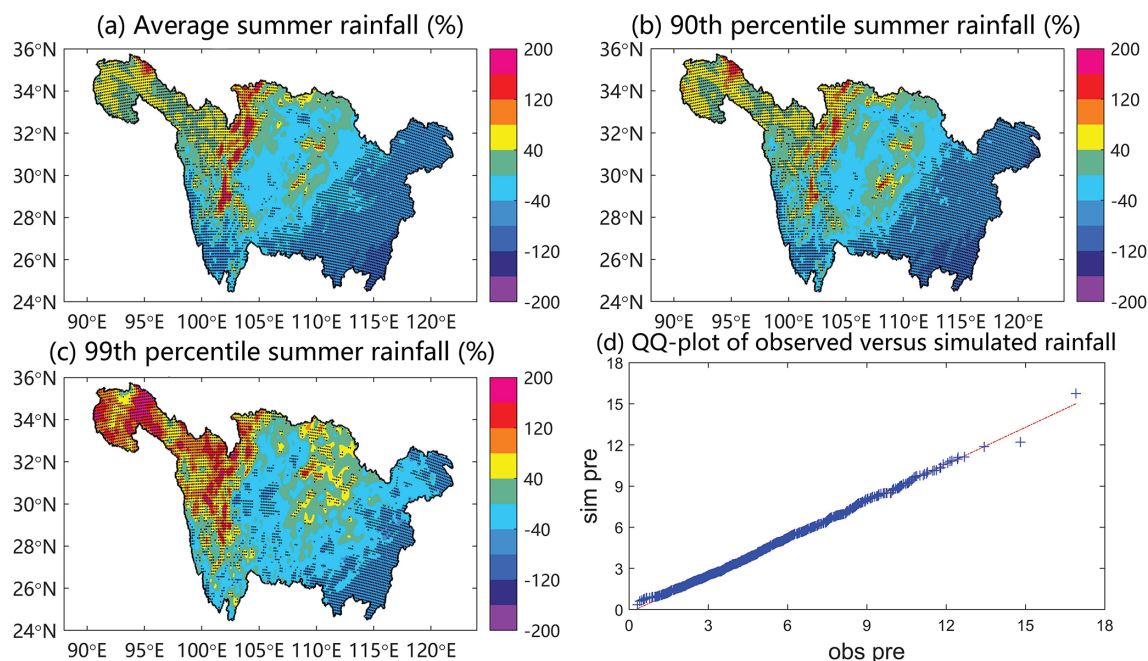 (a) Average summer rainfall (%)
36°N
34°N
32°N
30°N
28°N
26°N
24°N
90°E 95°E 100°E 105°E 110°E 115°E 120°E
200
120
40
-40
-120
-200
(b) 90th percentile summer rainfall (%)
36°N
34°N
32°N
30°N
28°N
26°N
24°N
90°E 95°E 100°E 105°E 110°E 115°E 120°E
200
120
40
-40
-120
-200
(c) 99th percentile summer rainfall (%)
36°N
34°N
32°N
30°N
28°N
26°N
24°N
90°E 95°E 100°E 105°E 110°E 115°E 120°E
200
120
40
-40
-120
-200
(d) QQ-plot of observed versus simulated rainfall
18
15
12
9
6
3
0
sim pre
0 3 6 9 12 15 18
obs pre